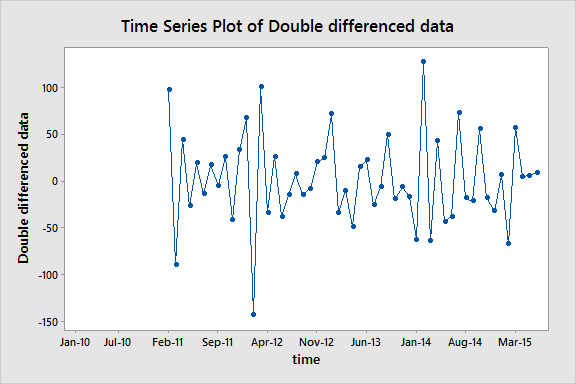 Time Series Plot of Double differenced data
Double differenced data
100
50
0
-50
-100
-150
Jan-10 Jul-10 Feb-11 Sep-11 Apr-12 Nov-12 Jun-13 Jan-14 Aug-14 Mar-15
time